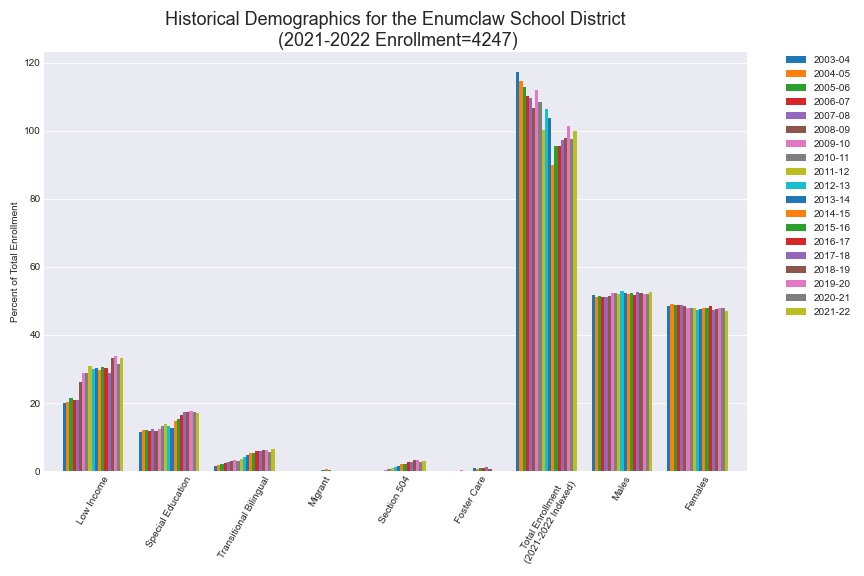 Historical Demographics for the Enumclaw School District
(2021-2022 Enrollment=4247)
Percent of Total Enrollment
120
100
80
60
40
20
0
Low Income
Special Education
Transitional Bilingual
Migrant
Section 504
Foster Care
Total Enrollment
(2021-2022 Indexed)
Males
Females
2003-04
2004-05
2005-06
2006-07
2007-08
2008-09
2009-10
2010-11
2011-12
2012-13
2013-14
2014-15
2015-16
2016-17
2017-18
2018-19
2019-20
2020-21
2021-22